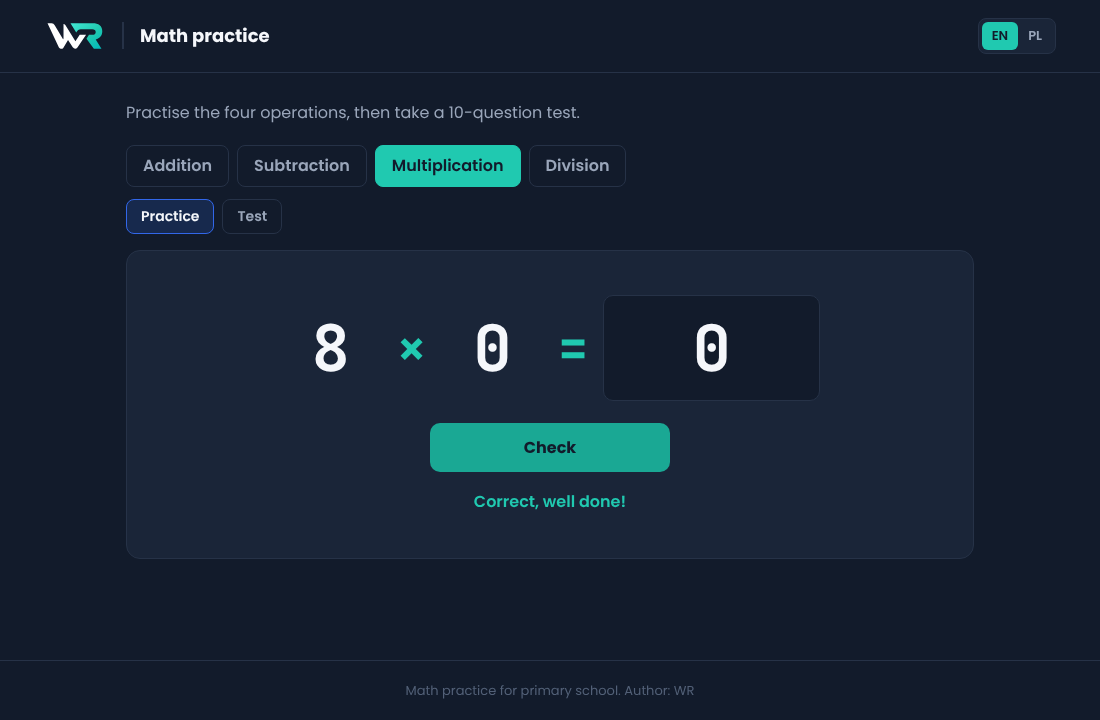 WR Math practice EN PL
Practise the four operations, then take a 10-question test.
Addition Subtraction Multiplication Division
Practice Test
8 × 0 = 0
Check
Correct, well done!
Math practice for primary school. Author: WR